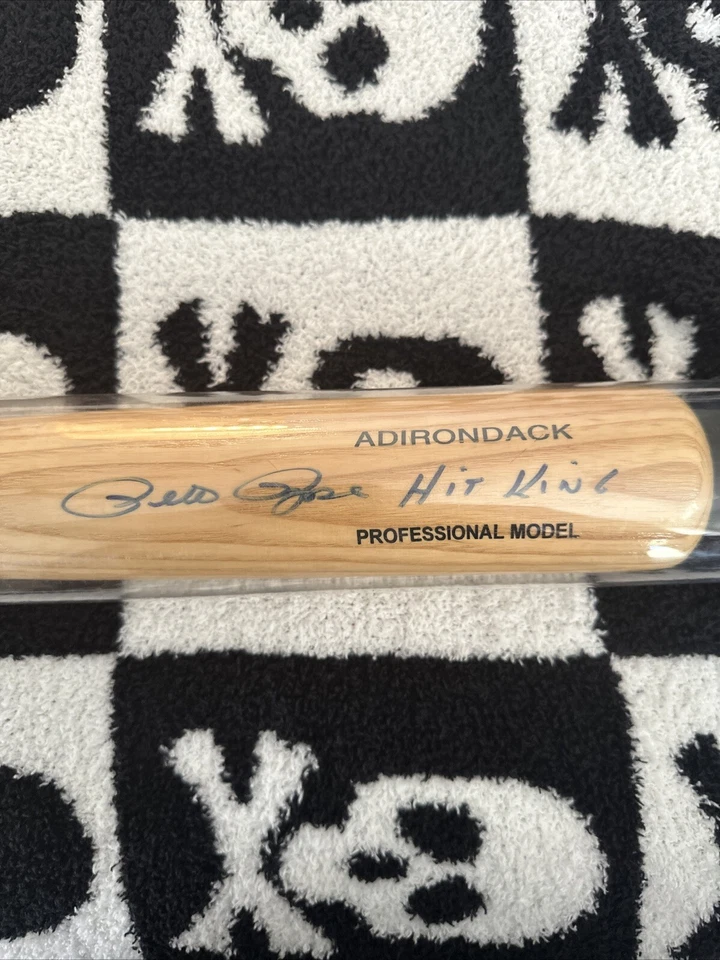 ADIRONDACK
Pete Rose Hit King
PROFESSIONAL MODEL